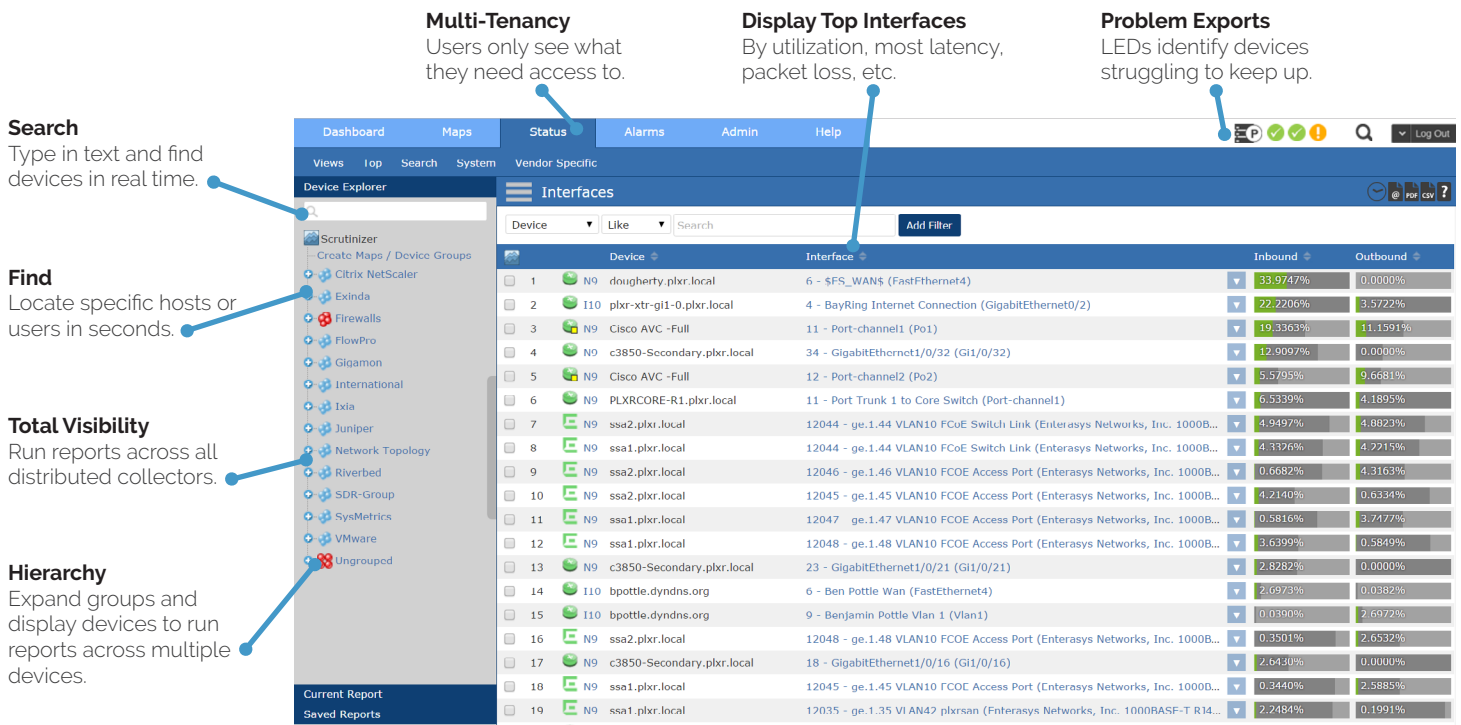 Multi-Tenancy
Users only see what
they need access to.
Display Top Interfaces
By utilization, most latency,
packet loss, etc.
Problem Exports
LEDs identify devices
struggling to keep up.
Search
Type in text and find
devices in real time.
Find
Locate specific hosts or
users in seconds.
Total Visibility
Run reports across all
distributed collectors.
Hierarchy
Expand groups and
display devices to run
reports across multiple
devices.
Dashboard Maps Status Alarms Admin Help
P Log Out
Views Top Search System Vendor Specific
Device Explorer
Scrutinizer
Create Maps / Device Groups
Citrix NetScaler
Exinda
Firewalls
FlowPro
Gigamon
International
Ixia
Juniper
Network Topology
Riverbed
SDR-Group
SysMetrics
VMware
Ungrouped
Current Report
Saved Reports
Interfaces
@ PDF CSV ?
Device Like Search Add Filter
Device Interface Inbound Outbound
1 N9 dougherty.plxr.local 6 - $FS_WAN$ (FastEthernet4) 33.9747% 0.0000%
2 I10 plxr-xtr-gi1-0.plxr.local 4 - BayRing Internet Connection (GigabitEthernet0/2) 22.2206% 3.5722%
3 N9 Cisco AVC -Full 11 - Port-channel1 (Po1) 19.3363% 11.1591%
4 N9 c3850-Secondary.plxr.local 34 - GigabitEthernet1/0/32 (Gi1/0/32) 12.9097% 0.0000%
5 N9 Cisco AVC -Full 12 - Port-channel2 (Po2) 5.5795% 9.6681%
6 N9 PLXRCORE-R1.plxr.local 11 - Port Trunk 1 to Core Switch (Port-channel1) 6.5339% 4.1895%
7 N9 ssa2.plxr.local 12044 - ge.1.44 VLAN10 FCoE Switch Link (Enterasys Networks, Inc. 1000B... 4.9497% 4.8823%
8 N9 ssa1.plxr.local 12044 - ge.1.44 VLAN10 FCoE Switch Link (Enterasys Networks, Inc. 1000B... 4.3326% 4.2215%
9 N9 ssa2.plxr.local 12046 - ge.1.46 VLAN10 FCOE Access Port (Enterasys Networks, Inc. 1000B... 0.6682% 4.3163%
10 N9 ssa2.plxr.local 12045 - ge.1.45 VLAN10 FCOE Access Port (Enterasys Networks, Inc. 1000B... 4.2140% 0.6334%
11 N9 ssa1.plxr.local 12047 ge.1.47 VLAN10 FCOE Access Port (Enterasys Networks, Inc. 1000B... 0.5816% 3.7477%
12 N9 ssa1.plxr.local 12048 - ge.1.48 VLAN10 FCOE Access Port (Enterasys Networks, Inc. 1000B... 3.6399% 0.5849%
13 N9 c3850-Secondary.plxr.local 23 - GigabitEthernet1/0/21 (Gi1/0/21) 2.8282% 0.0000%
14 I10 bpottle.dyndns.org 6 - Ben Pottle Wan (FastEthernet4) 2.6973% 0.0382%
15 I10 bpottle.dyndns.org 9 - Benjamin Pottle Vlan 1 (Vlan1) 0.0390% 2.6972%
16 N9 ssa2.plxr.local 12048 - ge.1.48 VLAN10 FCOE Access Port (Enterasys Networks, Inc. 1000B... 0.3501% 2.6532%
17 N9 c3850-Secondary.plxr.local 18 - GigabitEthernet1/0/16 (Gi1/0/16) 2.6430% 0.0000%
18 N9 ssa1.plxr.local 12045 - ge.1.45 VLAN10 FCOE Access Port (Enterasys Networks, Inc. 1000B... 0.3440% 2.5885%
19 N9 ssa1.plxr.local 12035 - ge.1.35 VLAN42 plxrsan (Enterasys Networks, Inc. 1000BASE-T RJ4... 2.2484% 0.1991%